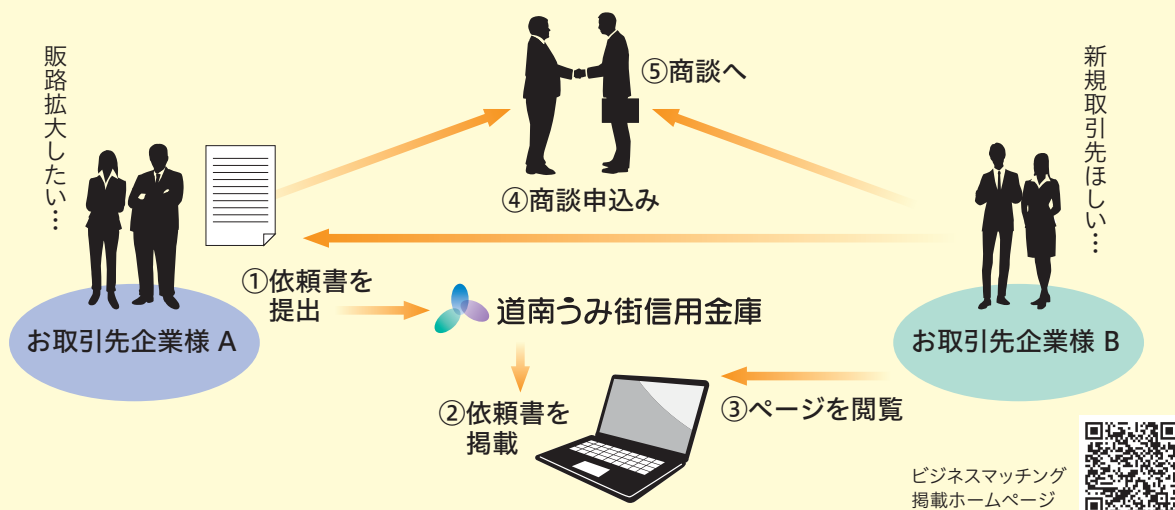 販路拡大したい…
⑤商談へ
新規取引先ほしい…
④商談申込み
①依頼書を
提出
道南うみ街信用金庫
お取引先企業様 A
お取引先企業様 B
②依頼書を
掲載
③ページを閲覧
ビジネスマッチング
掲載ホームページ